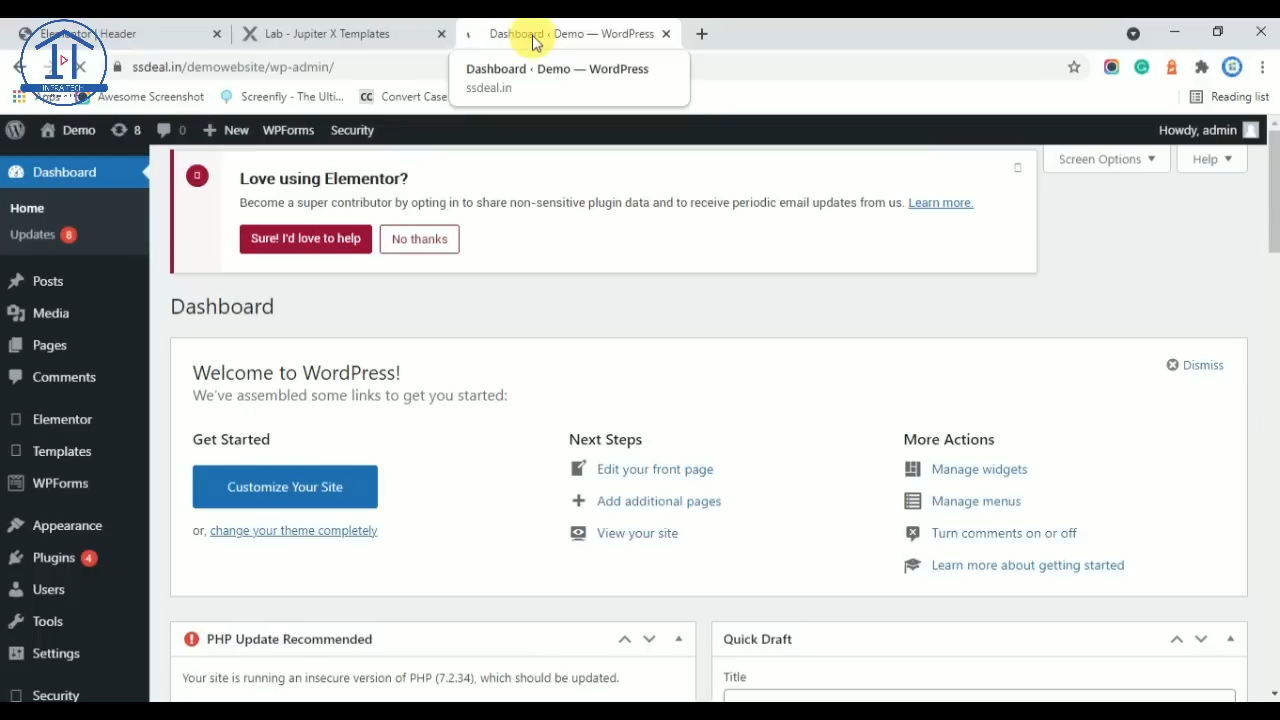 Elementor | Header
Lab - Jupiter X Templates
Dashboard ‹ Demo — WordPress
INFRA TECH
ssdeal.in/demowebsite/wp-admin/
Dashboard ‹ Demo — WordPress
ssdeal.in
Apps
Awesome Screenshot
Screenfly - The Ulti...
CC Convert Case
Reading list
Demo
8
0
New
WPForms
Security
Howdy, admin
Dashboard
Home
Updates 8
Posts
Media
Pages
Comments
Elementor
Templates
WPForms
Appearance
Plugins 4
Users
Tools
Settings
Security
Screen Options
Help
Love using Elementor?
Become a super contributor by opting in to share non-sensitive plugin data and to receive periodic email updates from us. Learn more.
Sure! I'd love to help
No thanks
Dashboard
Welcome to WordPress!
We've assembled some links to get you started:
Dismiss
Get Started
Customize Your Site
or, change your theme completely
Next Steps
Edit your front page
Add additional pages
View your site
More Actions
Manage widgets
Manage menus
Turn comments on or off
Learn more about getting started
PHP Update Recommended
Your site is running an insecure version of PHP (7.2.34), which should be updated.
Quick Draft
Title